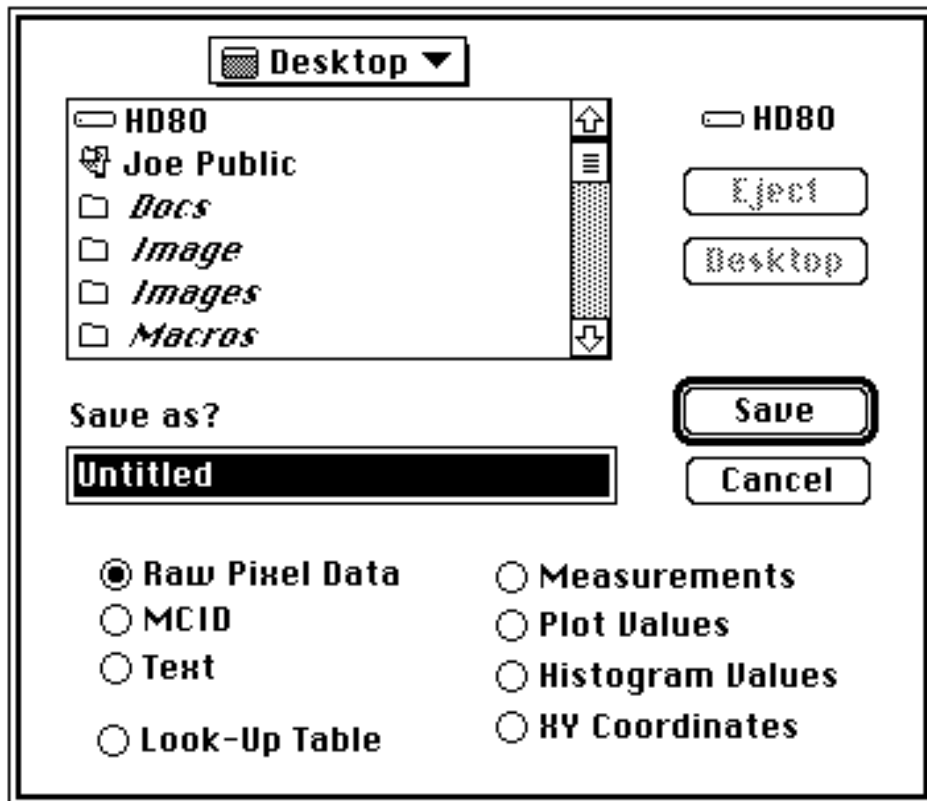 Desktop
HD80
Joe Public
Docs
Image
Images
Macros
HD80
Eject
Desktop
Save as?
Untitled
Save
Cancel
Raw Pixel Data
MCID
Text
Look-Up Table
Measurements
Plot Values
Histogram Values
XY Coordinates